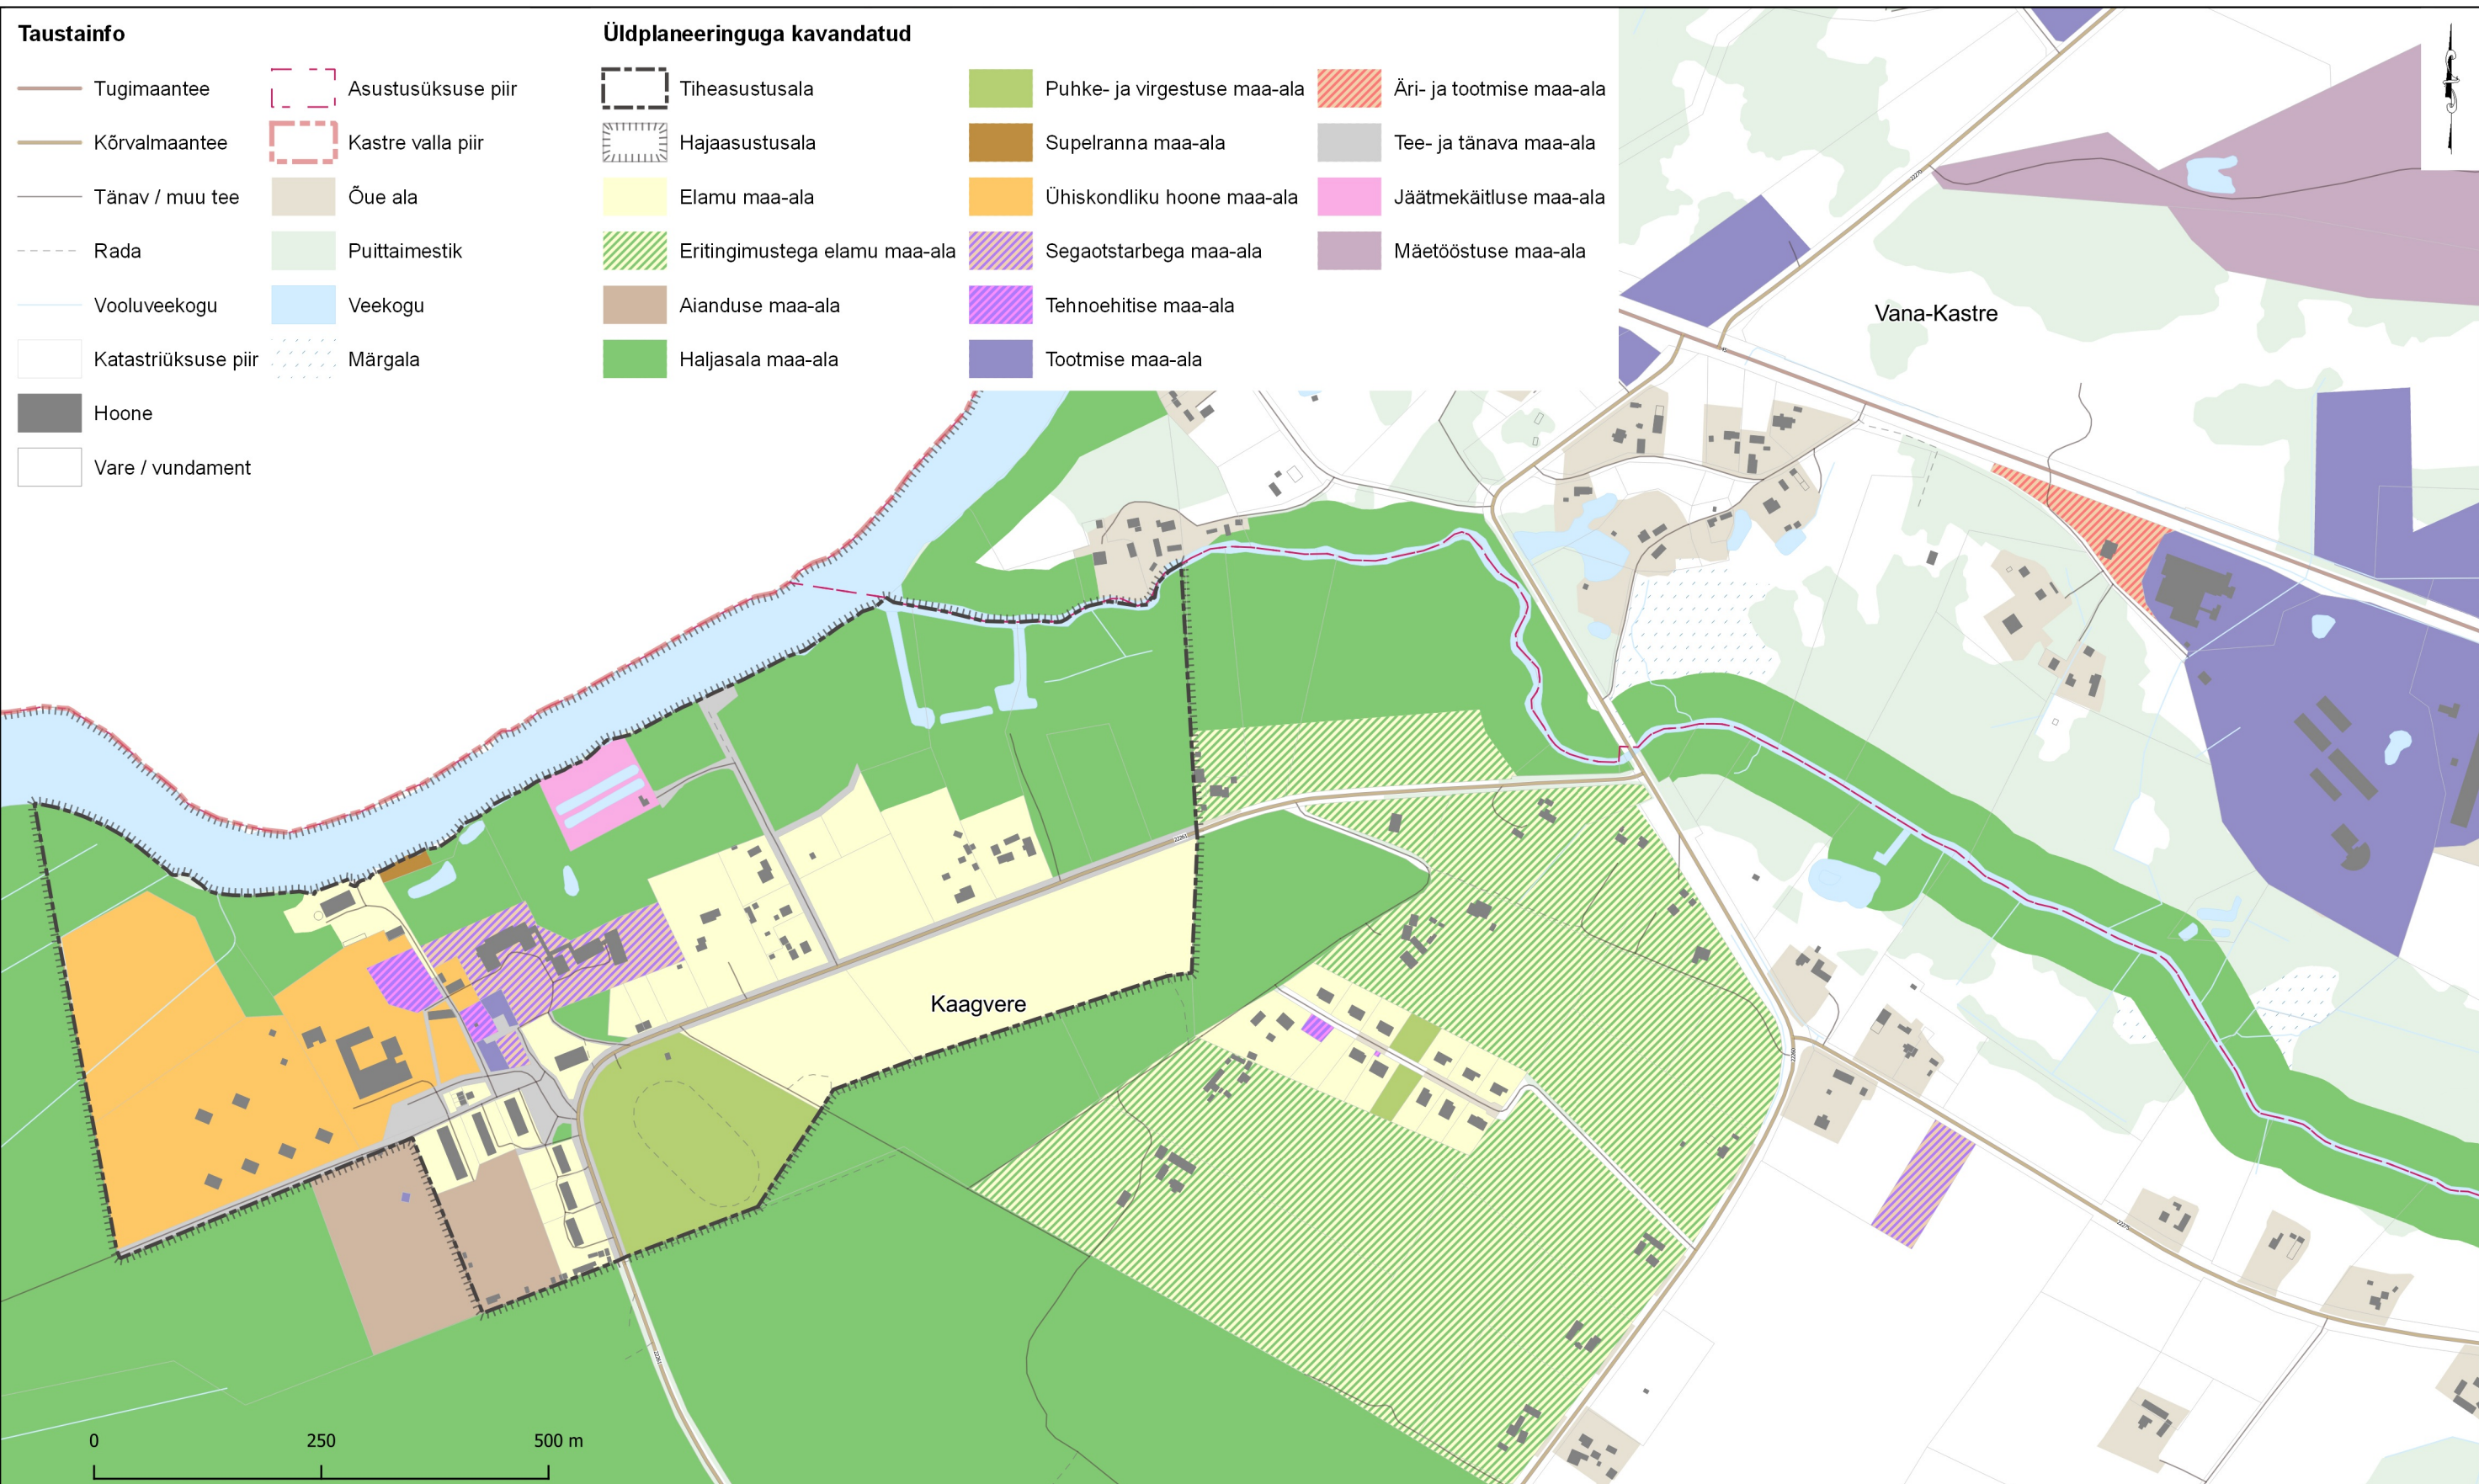 Taustainfo
Tugimaantee
Kõrvalmaantee
Tänav / muu tee
Rada
Vooluveekogu
Katastriüksuse piir
Hoone
Vare / vundament
Asustusüksuse piir
Kastre valla piir
Õue ala
Puittaimestik
Veekogu
Märgala
Üldplaneeringuga kavandatud
Tiheasustusala
Hajaasustusala
Elamu maa-ala
Eritingimustega elamu maa-ala
Aianduse maa-ala
Haljasala maa-ala
Puhke- ja virgestuse maa-ala
Supelranna maa-ala
Ühiskondliku hoone maa-ala
Segaotstarbega maa-ala
Tehnoehitise maa-ala
Tootmise maa-ala
Äri- ja tootmise maa-ala
Tee- ja tänava maa-ala
Jäätmekäitluse maa-ala
Mäetööstuse maa-ala
Vana-Kastre
Kaagvere
22261
0 250 500 m